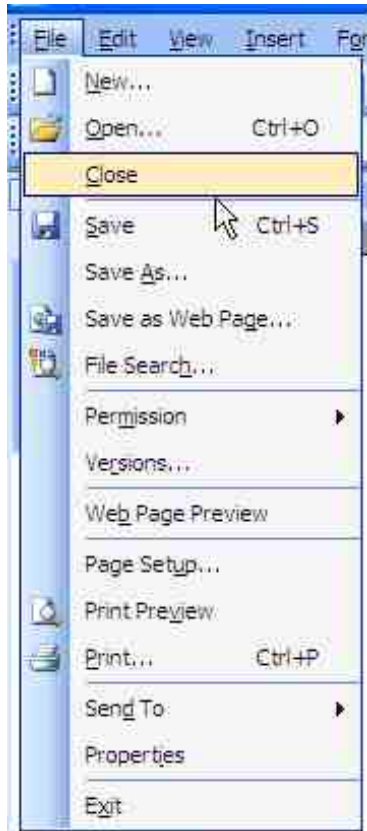 File Edit View Insert For
New...
Open... Ctrl+O
Close
Save Ctrl+S
Save As...
Save as Web Page...
File Search...
Permission
Versions...
Web Page Preview
Page Setup...
Print Preview
Print... Ctrl+P
Send To
Properties
Exit